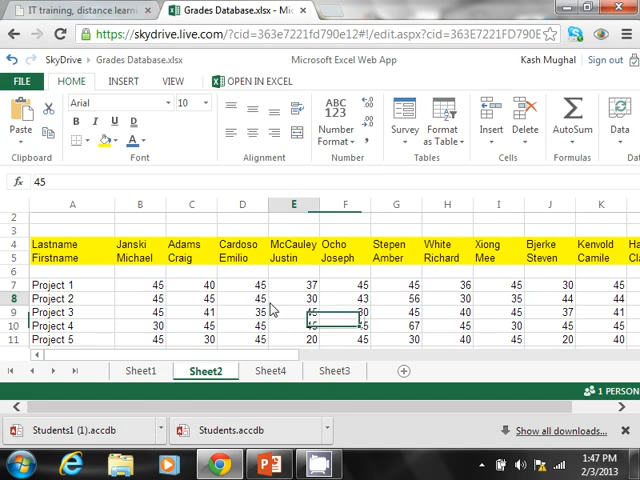 IT training, distance learni
Grades Database.xlsx - Mic
https://skydrive.live.com/?cid=363e7221fd790e12#!/edit.aspx?cid=363E7221FD790E
SkyDrive Grades Database.xlsx Microsoft Excel Web App Kash Mughal Sign out
FILE HOME INSERT VIEW OPEN IN EXCEL
Paste Arial 10 ABC 123 Number Format Survey Format as Table Insert Delete AutoSum Data
B I U D
Clipboard Font Alignment Number Tables Cells Formulas
fx 45
A B C D E F G H I J K
2
3
4 Lastname Janski Adams Cardoso McCauley Ocho Stepen White Xiong Bjerke Kenvold Ha
5 Firstname Michael Craig Emilio Justin Joseph Amber Richard Mee Steven Camile Cla
6
7 Project 1 45 40 45 37 45 45 36 45 30 45
8 Project 2 45 45 45 30 43 56 30 35 44 44
9 Project 3 45 41 35 45 30 45 40 45 37 41
10 Project 4 30 45 45 45 45 67 45 30 45 45
11 Project 5 45 30 45 20 45 30 40 45 20 40
Sheet1 Sheet2 Sheet4 Sheet3
1 PERSON
Students1 (1).accdb Students.accdb Show all downloads...
1:47 PM
2/3/2013